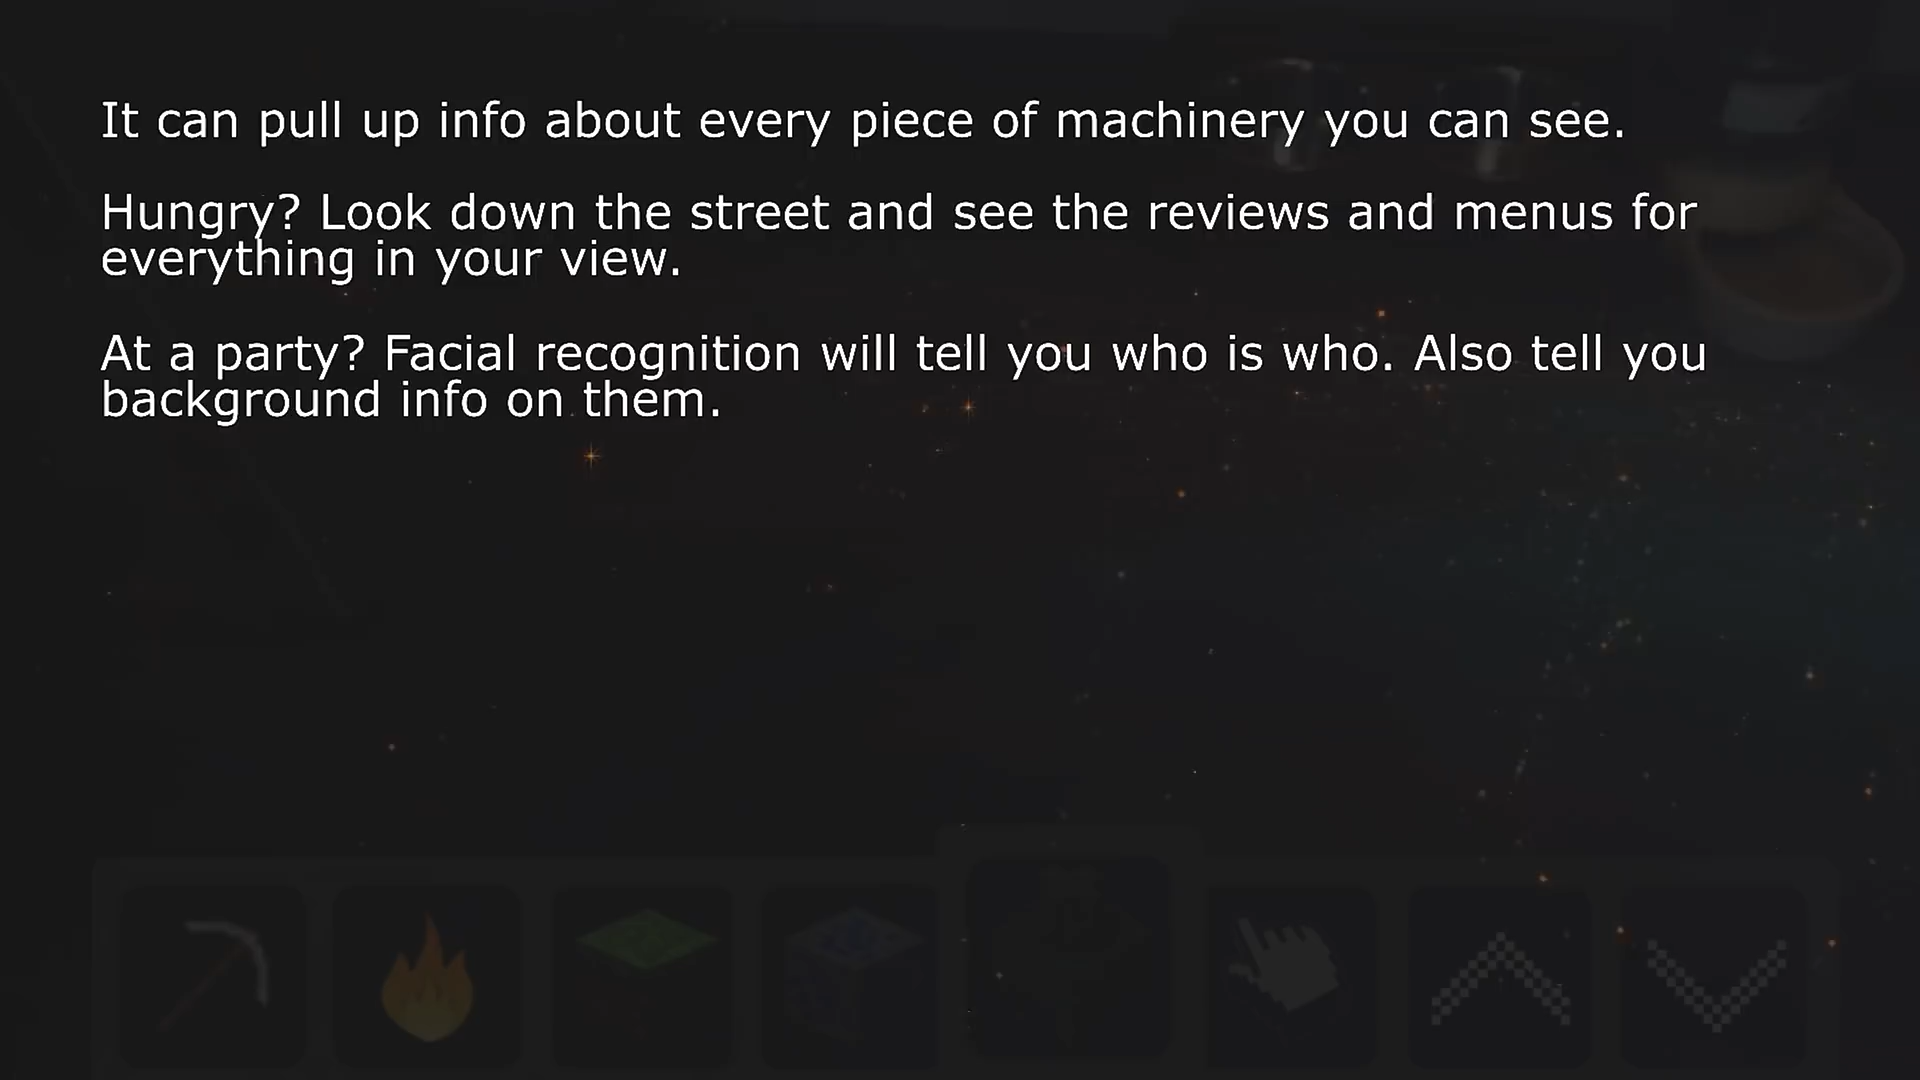 It can pull up info about every piece of machinery you can see.
Hungry? Look down the street and see the reviews and menus for
everything in your view.
At a party? Facial recognition will tell you who is who. Also tell you
background info on them.